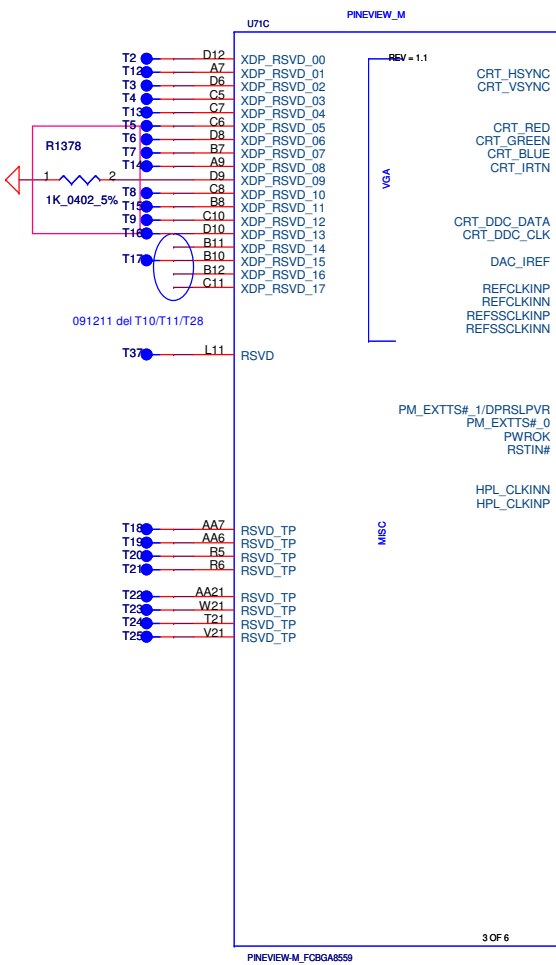 PINEVIEW_M
U71C
REV = 1.1
T2 D12 XDP_RSVD_00
T12 A7 XDP_RSVD_01 CRT_HSYNC
T3 D6 XDP_RSVD_02 CRT_VSYNC
T4 C5 XDP_RSVD_03
T13 C7 XDP_RSVD_04
T5 C6 XDP_RSVD_05 CRT_RED
T6 D8 XDP_RSVD_06 CRT_GREEN
R1378
T7 B7 XDP_RSVD_07 CRT_BLUE
T14 A9 XDP_RSVD_08 CRT_IRTN
1 2 D9 XDP_RSVD_09
VGA
T8 C8 XDP_RSVD_10
1K_0402_5%
T15 B8 XDP_RSVD_11
T9 C10 XDP_RSVD_12 CRT_DDC_DATA
T16 D10 XDP_RSVD_13 CRT_DDC_CLK
B11 XDP_RSVD_14
T17 B10 XDP_RSVD_15 DAC_IREF
B12 XDP_RSVD_16
C11 XDP_RSVD_17 REFCLKINP
REFCLKINN
REFSSCLKINP
REFSSCLKINN
091211 del T10/T11/T28
T37 L11 RSVD
PM_EXTTS#_1/DPRSLPVR
PM_EXTTS#_0
PWROK
RSTIN#
HPL_CLKINN
HPL_CLKINP
MISC
T18 AA7 RSVD_TP
T19 AA6 RSVD_TP
T20 R5 RSVD_TP
T21 R6 RSVD_TP
T22 AA21 RSVD_TP
T23 W21 RSVD_TP
T24 T21 RSVD_TP
T25 V21 RSVD_TP
3 OF 6
PINEVIEW-M_FCBGA8559